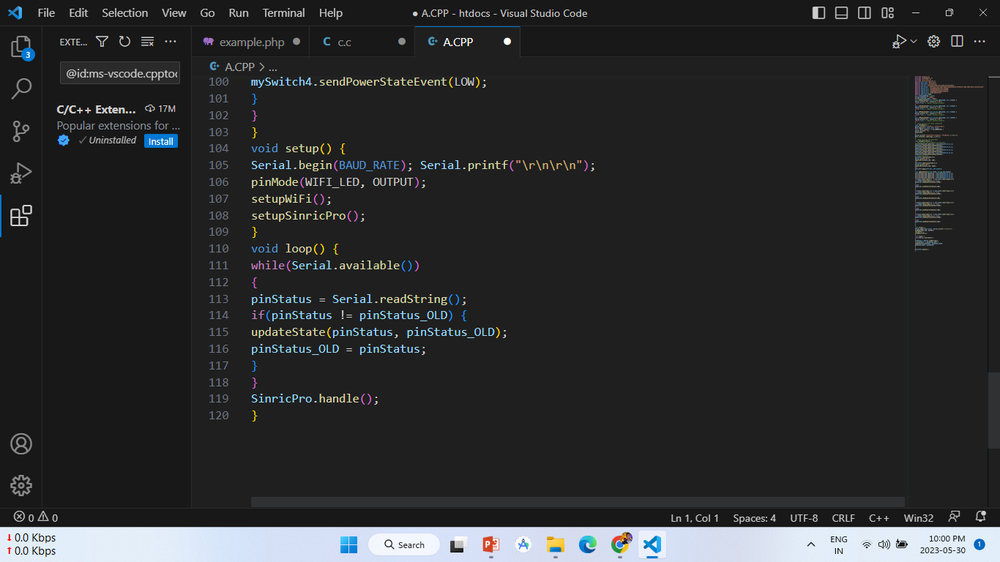 File Edit Selection View Go Run Terminal Help
● A.CPP - htdocs - Visual Studio Code
EXTE...
example.php
C c.c
A.CPP
3
@id:ms-vscode.cppto
A.CPP > ...
C/C++ Exten... 17M
Popular extensions for ...
✓ Uninstalled Install
100 mySwitch4.sendPowerStateEvent(LOW);
101 }
102 }
103 }
104 void setup() {
105 Serial.begin(BAUD_RATE); Serial.printf("\r\n\r\n");
106 pinMode(WIFI_LED, OUTPUT);
107 setupWiFi();
108 setupSinricPro();
109 }
110 void loop() {
111 while(Serial.available())
112 {
113 pinStatus = Serial.readString();
114 if(pinStatus != pinStatus_OLD) {
115 updateState(pinStatus, pinStatus_OLD);
116 pinStatus_OLD = pinStatus;
117 }
118 }
119 SinricPro.handle();
120 }
0 0
Ln 1, Col 1 Spaces: 4 UTF-8 CRLF C++ Win32
0.0 Kbps
0.0 Kbps
Search
ENG
IN
10:00 PM
2023-05-30
1